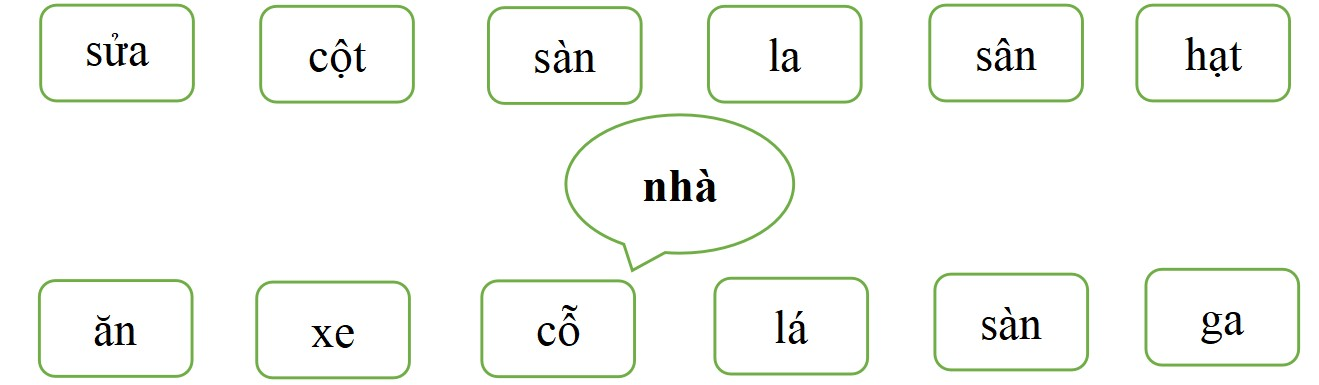 sửa cột sàn la sân hạt
nhà
ăn xe cỗ lá sàn ga